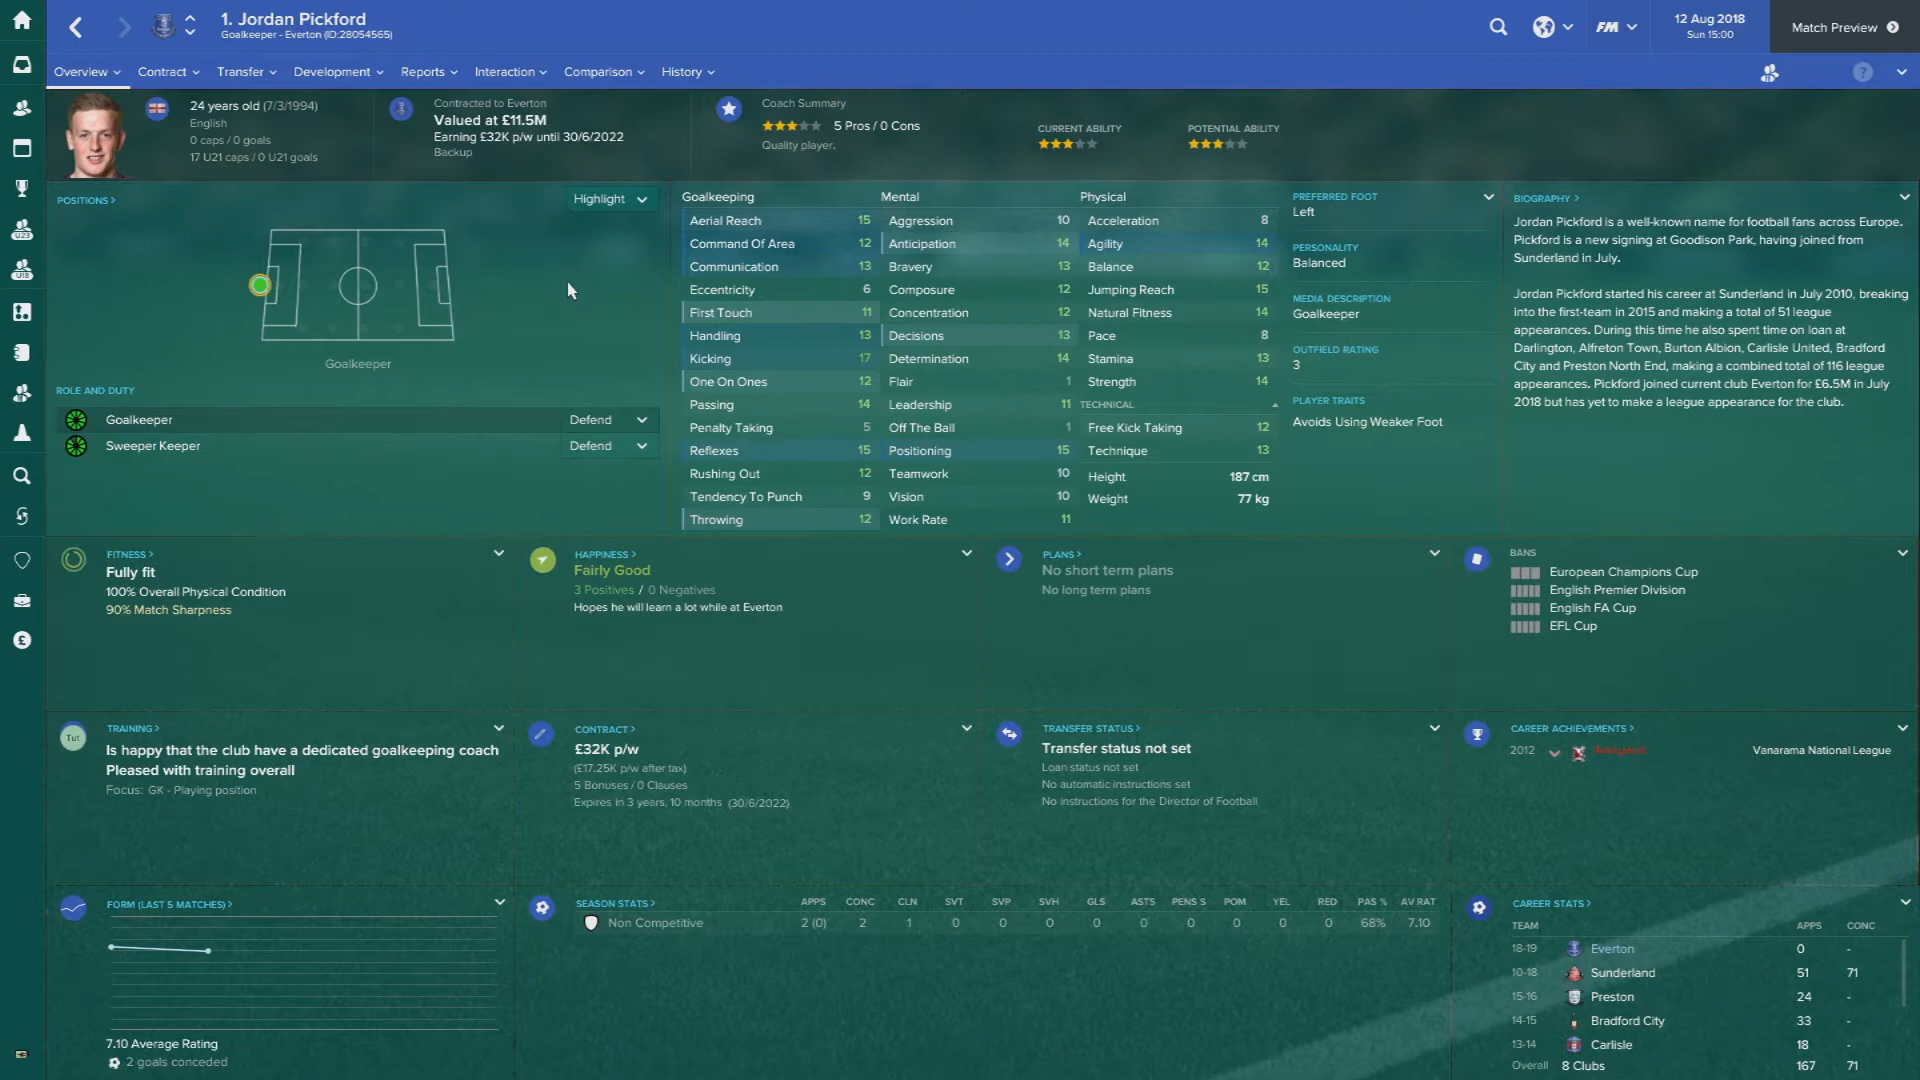 1. Jordan Pickford
Goalkeeper - Everton (ID:28054565)
FM
12 Aug 2018
Sun 15:00
Match Preview
Overview
Contract
Transfer
Development
Reports
Interaction
Comparison
History
?
24 years old (7/3/1994)
English
0 caps / 0 goals
17 U21 caps / 0 U21 goals
Contracted to Everton
Valued at £11.5M
Earning £32K p/w until 30/6/2022
Backup
Coach Summary
5 Pros / 0 Cons
Quality player.
CURRENT ABILITY
POTENTIAL ABILITY
U23
U18
POSITIONS >
Highlight
Goalkeeper
ROLE AND DUTY
Goalkeeper Defend
Sweeper Keeper Defend
Goalkeeping
Aerial Reach 15
Command Of Area 12
Communication 13
Eccentricity 6
First Touch 11
Handling 13
Kicking 17
One On Ones 12
Passing 14
Penalty Taking 5
Reflexes 15
Rushing Out 12
Tendency To Punch 9
Throwing 12
Mental
Aggression 10
Anticipation 14
Bravery 13
Composure 12
Concentration 12
Decisions 13
Determination 14
Flair 1
Leadership 11
Off The Ball 1
Positioning 15
Teamwork 10
Vision 10
Work Rate 11
Physical
Acceleration 8
Agility 14
Balance 12
Jumping Reach 15
Natural Fitness 14
Pace 8
Stamina 13
Strength 14
TECHNICAL
Free Kick Taking 12
Technique 13
Height 187 cm
Weight 77 kg
PREFERRED FOOT
Left
PERSONALITY
Balanced
MEDIA DESCRIPTION
Goalkeeper
OUTFIELD RATING
3
PLAYER TRAITS
Avoids Using Weaker Foot
BIOGRAPHY >
Jordan Pickford is a well-known name for football fans across Europe.
Pickford is a new signing at Goodison Park, having joined from
Sunderland in July.
Jordan Pickford started his career at Sunderland in July 2010, breaking
into the first-team in 2015 and making a total of 51 league
appearances. During this time he also spent time on loan at
Darlington, Alfreton Town, Burton Albion, Carlisle United, Bradford
City and Preston North End, making a combined total of 116 league
appearances. Pickford joined current club Everton for £6.5M in July
2018 but has yet to make a league appearance for the club.
FITNESS >
Fully fit
100% Overall Physical Condition
90% Match Sharpness
HAPPINESS >
Fairly Good
3 Positives / 0 Negatives
Hopes he will learn a lot while at Everton
PLANS >
No short term plans
No long term plans
BANS
European Champions Cup
English Premier Division
English FA Cup
EFL Cup
Tut
TRAINING >
Is happy that the club have a dedicated goalkeeping coach
Pleased with training overall
Focus: GK - Playing position
CONTRACT >
£32K p/w
(£17.25K p/w after tax)
5 Bonuses / 0 Clauses
Expires in 3 years, 10 months (30/6/2022)
TRANSFER STATUS >
Transfer status not set
Loan status not set
No automatic instructions set
No instructions for the Director of Football
CAREER ACHIEVEMENTS >
2012 Vanarama National League
FORM (LAST 5 MATCHES) >
7.10 Average Rating
2 goals conceded
SEASON STATS > APPS CONC CLN SVT SVP SVH GLS ASTS PENS S POM YEL RED PAS % AV RAT
Non Competitive 2 (0) 2 1 0 0 0 0 0 0 0 0 0 68% 7.10
CAREER STATS >
TEAM APPS CONC
18-19 Everton 0 -
10-18 Sunderland 51 71
15-16 Preston 24 -
14-15 Bradford City 33 -
13-14 Carlisle 18 -
Overall 8 Clubs 167 71